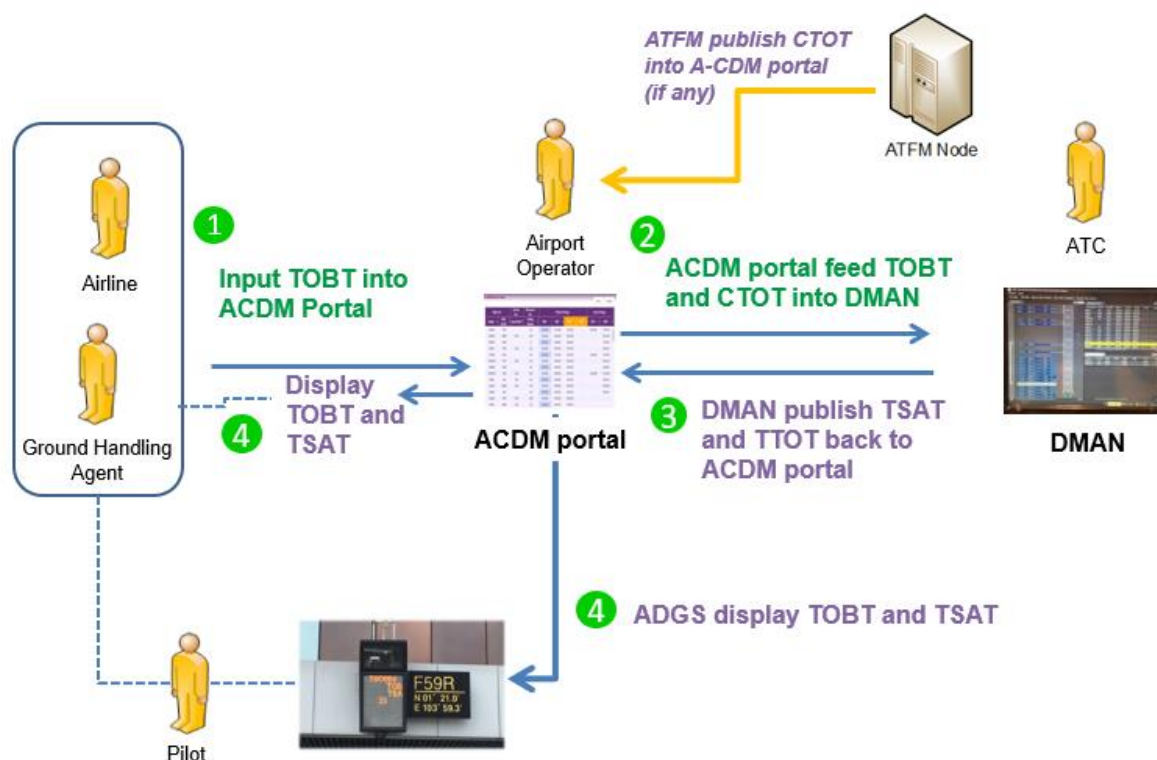 ATFM publish CTOT
into A-CDM portal
(if any)
ATFM Node
1
Airline
Input TOBT into
ACDM Portal
Airport
Operator
2
ACDM portal feed TOBT
and CTOT into DMAN
ATC
Ground Handling
Agent
4
Display
TOBT and
TSAT
ACDM portal
3
DMAN publish TSAT
and TTOT back to
ACDM portal
DMAN
4
ADGS display TOBT and TSAT
F59R
N 01° 21.0'
E 103° 59.3'
Pilot